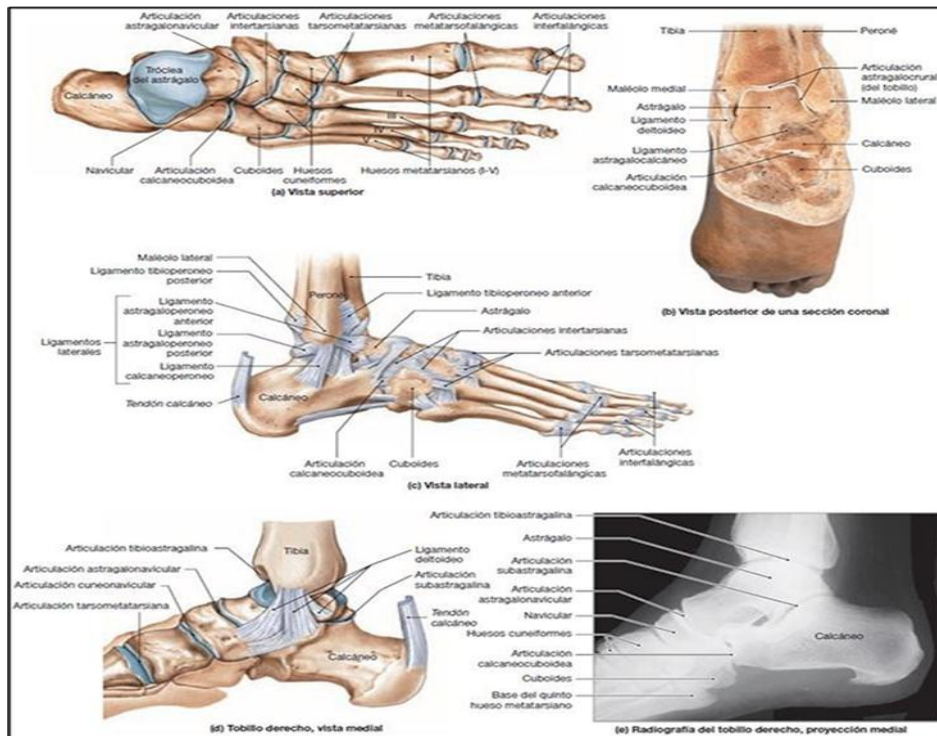 Articulación
astragalonavicular
Articulaciones
intertarsianas
Articulaciones
tarsometatarsianas
Articulaciones
metatarsofalángicas
Articulaciones
interfalángicas
Tróclea
del astrágalo
Calcáneo
I
II
III
IV
V
Navicular
Articulación
calcaneocuboidea
Cuboides
Huesos
cuneiformes
Huesos metatarsianos (I-V)
(a) Vista superior
Tibia
Peroné
Articulación
astragalocrural
(del tobillo)
Maléolo medial
Maléolo lateral
Astrágalo
Ligamento
deltoideo
Calcáneo
Ligamento
astragalocalcáneo
Cuboides
Articulación
calcaneocuboidea
(b) Vista posterior de una sección coronal
Maléolo lateral
Ligamento tibioperoneo
posterior
Tibia
Peroné
Ligamento tibioperoneo anterior
Ligamento
astragaloperoneo
anterior
Astrágalo
Ligamentos
laterales
Ligamento
astragaloperoneo
posterior
Articulaciones intertarsianas
Articulaciones tarsometatarsianas
Ligamento
calcaneoperoneo
Tendón calcáneo
Calcáneo
Articulación
calcaneocuboidea
Cuboides
Articulaciones
metatarsofalángicas
Articulaciones
interfalángicas
(c) Vista lateral
Articulación tibioastragalina
Tibia
Ligamento
deltoideo
Articulación astragalonavicular
Articulación
subastragalina
Articulación cuneonavicular
Articulación tarsometatarsiana
Tendón
calcáneo
Calcáneo
(d) Tobillo derecho, vista medial
Articulación tibioastragalina
Astrágalo
Articulación
subastragalina
Articulación
astragalonavicular
Navicular
Huesos cuneiformes
Calcáneo
Articulación
calcaneocuboidea
Cuboides
Base del quinto
hueso metatarsiano
(e) Radiografía del tobillo derecho, proyección medial